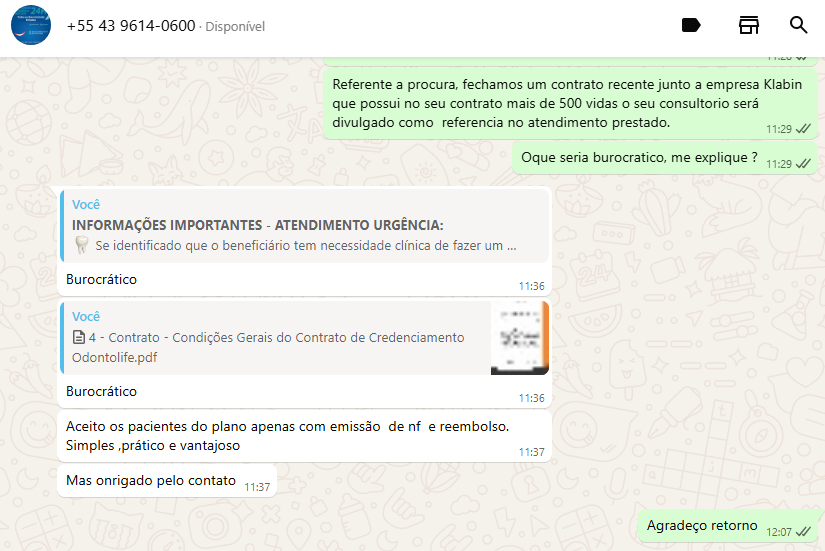 +55 43 9614-0600 · Disponível
Referente a procura, fechamos um contrato recente junto a empresa Klabin
que possui no seu contrato mais de 500 vidas o seu consultorio será
divulgado como  referencia no atendimento prestado.
11:29
Oque seria burocratico, me explique ?
11:29
Você
INFORMAÇÕES IMPORTANTES - ATENDIMENTO URGÊNCIA:
🦷 Se identificado que o beneficiário tem necessidade clínica de fazer um ...
Burocrático
11:36
Você
4 - Contrato - Condições Gerais do Contrato de Credenciamento
Odontolife.pdf
Burocrático
11:36
Aceito os pacientes do plano apenas com emissão  de nf  e reembolso.
Simples ,prático e vantajoso
11:37
Mas onrigado pelo contato
11:37
Agradeço retorno
12:07